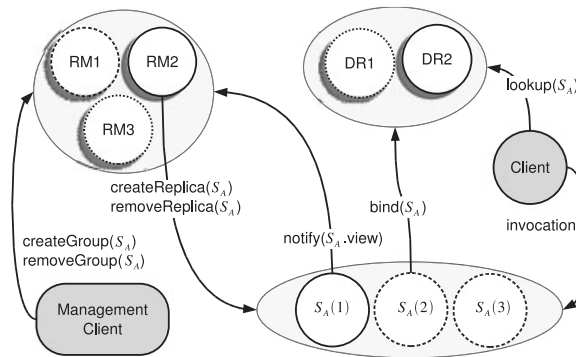 RM1
RM2
RM3
DR1
DR2
lookup(S_A)
Client
createReplica(S_A)
removeReplica(S_A)
bind(S_A)
invocation
createGroup(S_A)
removeGroup(S_A)
notify(S_A.view)
Management
Client
S_A(1)
S_A(2)
S_A(3)